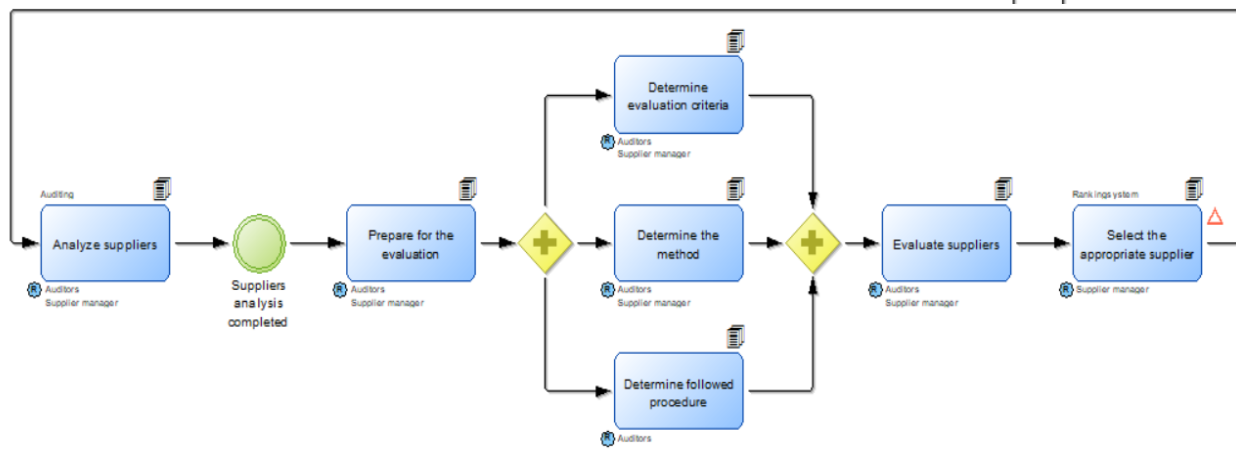 Determine
evaluation criteria
R Auditors
Supplier manager
Auditing
Analyze suppliers
R Auditors
Supplier manager
Suppliers
analysis
completed
Prepare for the
evaluation
R Auditors
Supplier manager
Determine the
method
R Auditors
Supplier manager
Determine followed
procedure
R Auditors
Evaluate suppliers
R Auditors
Supplier manager
Rankingsystem
Select the
appropriate supplier
R Supplier manager